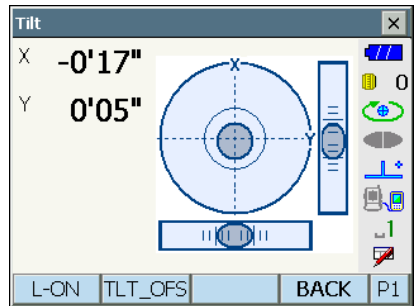 Tilt
X -0'17"
Y 0'05"
X
Y
0
1
L-ON TLT_OFS BACK P1